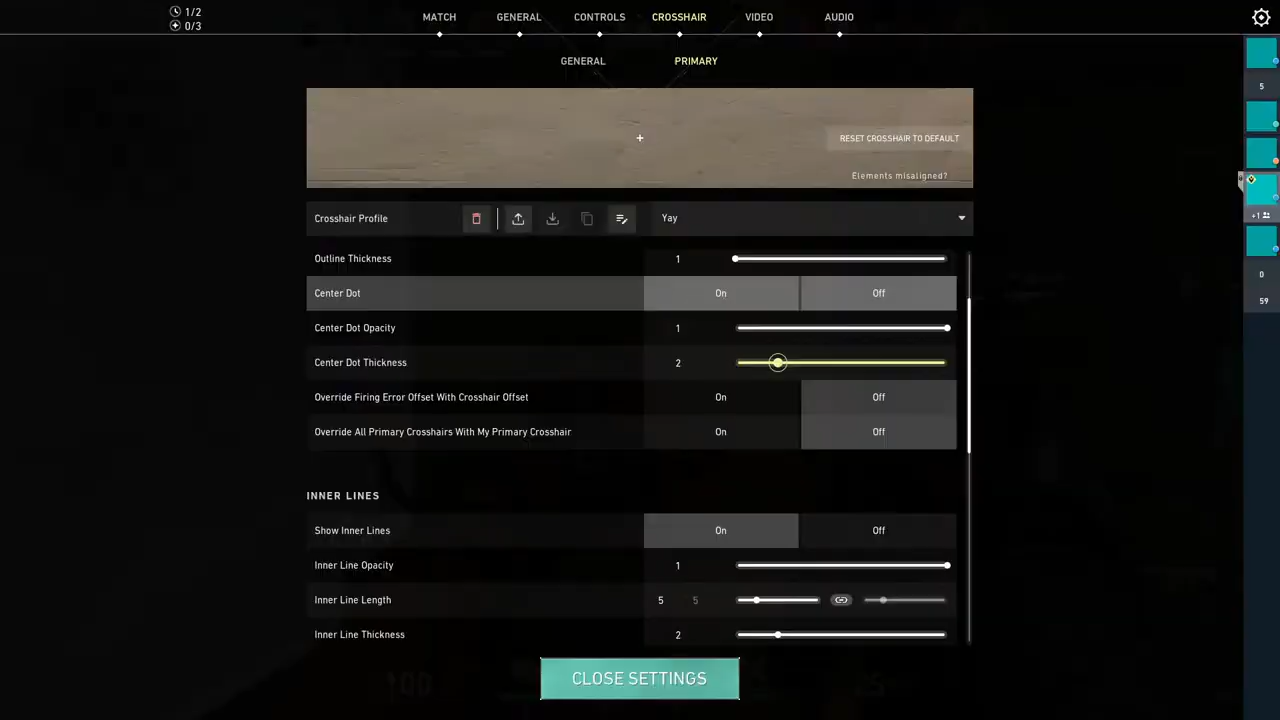 1/2
0/3
MATCH GENERAL CONTROLS CROSSHAIR VIDEO AUDIO
GENERAL PRIMARY
RESET CROSSHAIR TO DEFAULT
Elements misaligned?
Crosshair Profile Yay
Outline Thickness 1
Center Dot On Off
Center Dot Opacity 1
Center Dot Thickness 2
Override Firing Error Offset With Crosshair Offset On Off
Override All Primary Crosshairs With My Primary Crosshair On Off
INNER LINES
Show Inner Lines On Off
Inner Line Opacity 1
Inner Line Length 5 5
Inner Line Thickness 2
CLOSE SETTINGS
100
5
+1
0
59